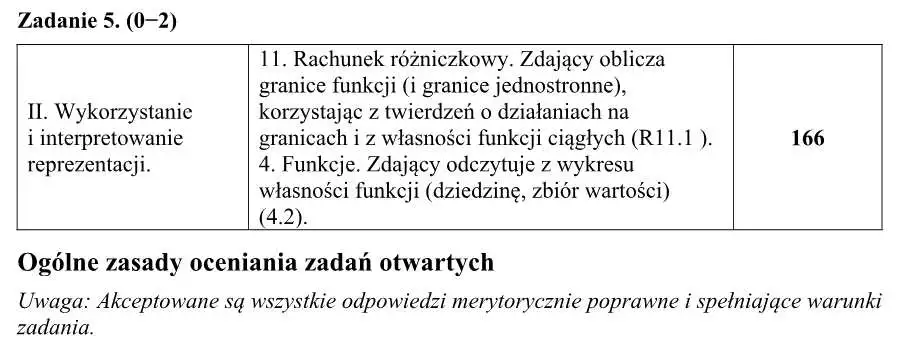 Zadanie 5. (0−2)
II. Wykorzystanie
i interpretowanie
reprezentacji.
11. Rachunek różniczkowy. Zdający oblicza
granice funkcji (i granice jednostronne),
korzystając z twierdzeń o działaniach na
granicach i z własności funkcji ciągłych (R11.1 ).
4. Funkcje. Zdający odczytuje z wykresu
własności funkcji (dziedzinę, zbiór wartości)
(4.2).
166
Ogólne zasady oceniania zadań otwartych
Uwaga: Akceptowane są wszystkie odpowiedzi merytorycznie poprawne i spełniające warunki
zadania.